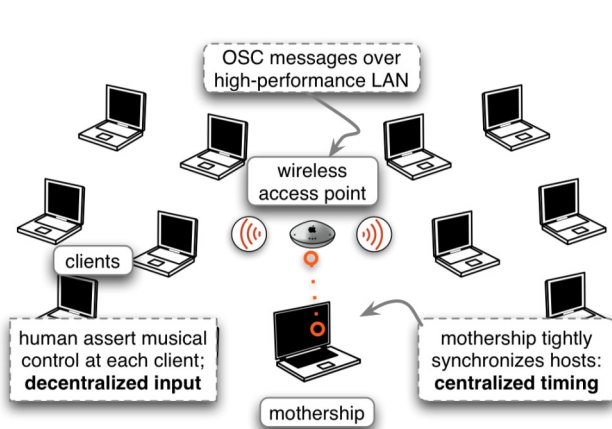 OSC messages over
high-performance LAN
wireless
access point
clients
human assert musical
control at each client;
decentralized input
mothership tightly
synchronizes hosts:
centralized timing
mothership